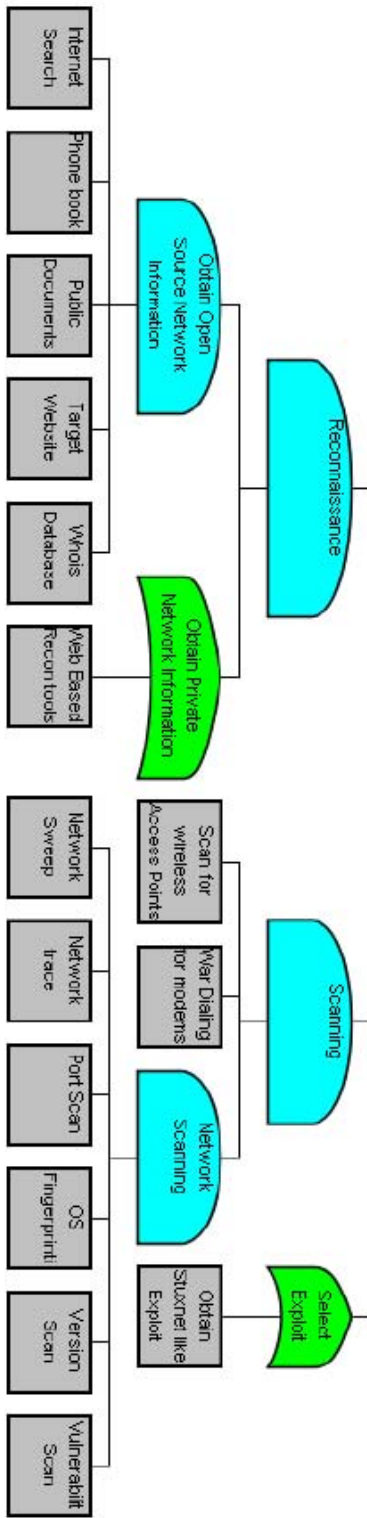 Reconnaissance
Scanning
Select
Exploit
Obtain Open
Source Network
Information
Obtain Private
Network Information
Scan for
wireless
Access Points
War Dialing
for modems
Network
Scanning
Obtain
Stuxnet like
Exploit
Internet
Search
Phone book
Public
Documents
Target
Website
Whois
Database
Web Based
Recon tools
Network
Sweep
Network
trace
Port Scan
OS
Fingerprinti
Version
Scan
Vulnerabilit
Scan